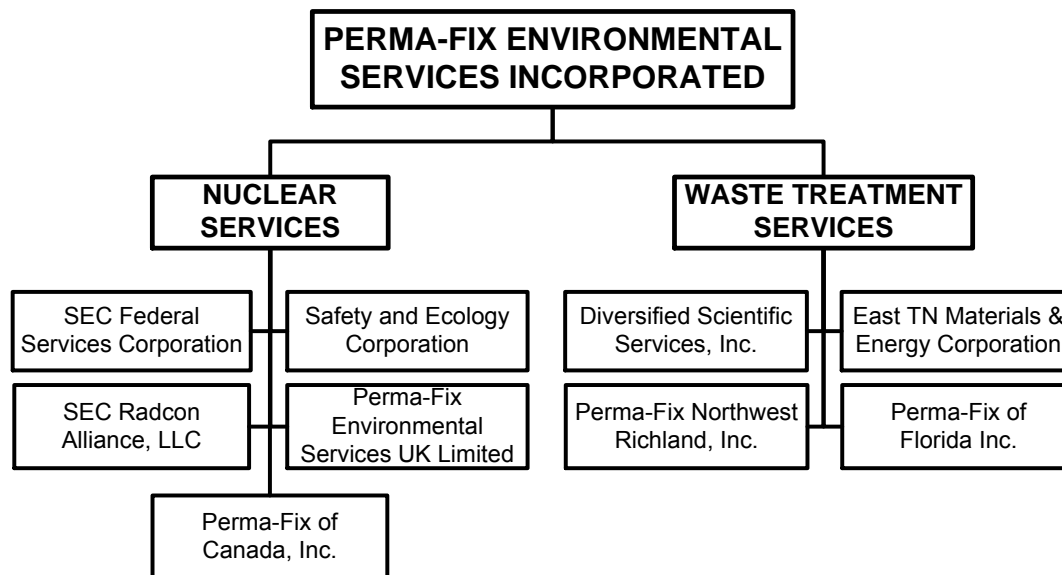 PERMA-FIX ENVIRONMENTAL
SERVICES INCORPORATED
NUCLEAR
SERVICES
WASTE TREATMENT
SERVICES
SEC Federal
Services Corporation
Safety and Ecology
Corporation
Diversified Scientific
Services, Inc.
East TN Materials &
Energy Corporation
SEC Radcon
Alliance, LLC
Perma-Fix
Environmental
Services UK Limited
Perma-Fix Northwest
Richland, Inc.
Perma-Fix of
Florida Inc.
Perma-Fix of
Canada, Inc.